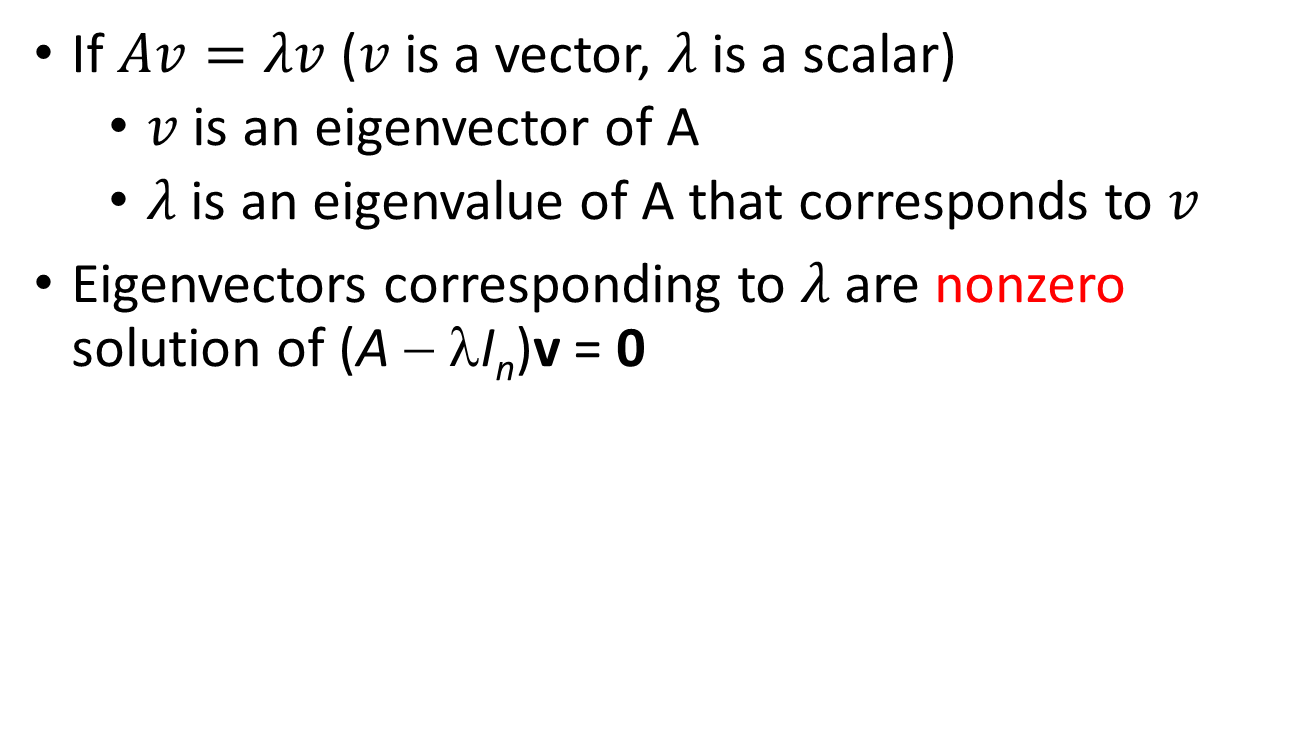 • If 𝐴𝑣 = 𝜆𝑣 (𝑣 is a vector, 𝜆 is a scalar)
• 𝑣 is an eigenvector of A
• 𝜆 is an eigenvalue of A that corresponds to 𝑣
• Eigenvectors corresponding to 𝜆 are nonzero
solution of (A − λIₙ)v = 0